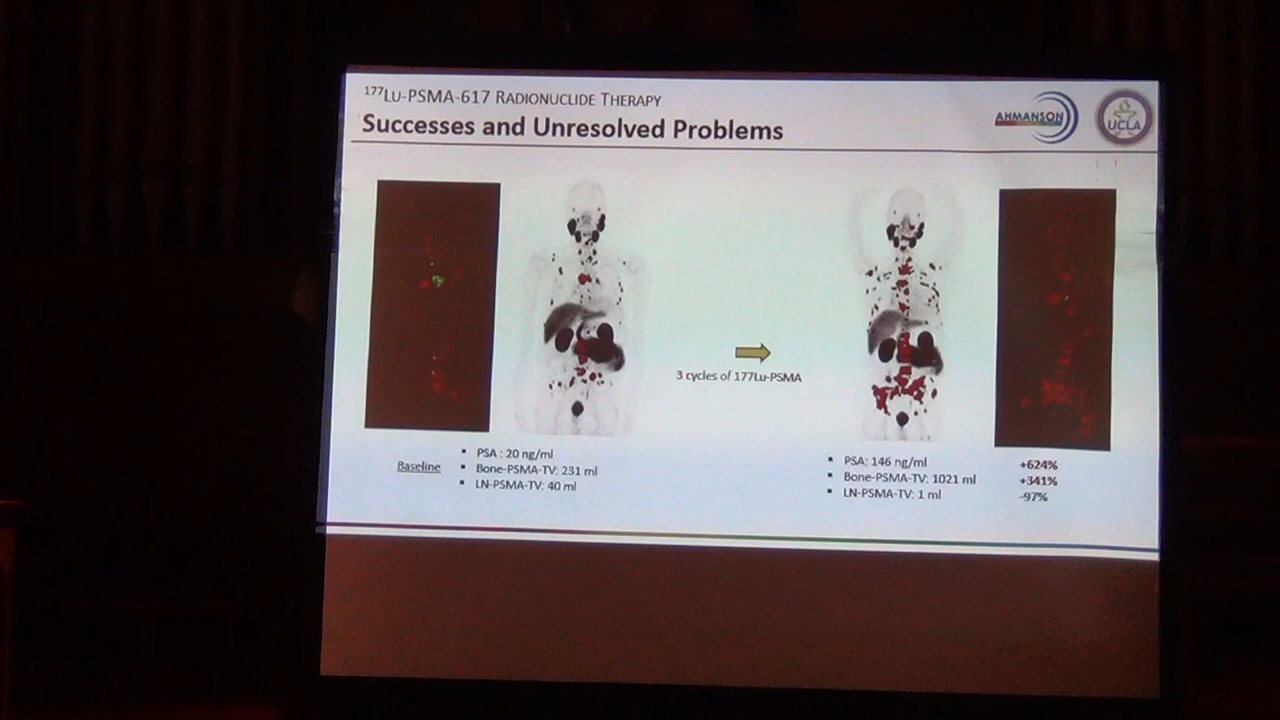 177LU-PSMA-617 RADIONUCLIDE THERAPY
Successes and Unresolved Problems
AHMANSON
UCLA
3 cycles of 177Lu-PSMA
Baseline
▪ PSA : 20 ng/ml
▪ Bone-PSMA-TV: 231 ml
▪ LN-PSMA-TV: 40 ml
▪ PSA: 146 ng/ml +624%
▪ Bone-PSMA-TV: 1021 ml +341%
▪ LN-PSMA-TV: 1 ml -97%